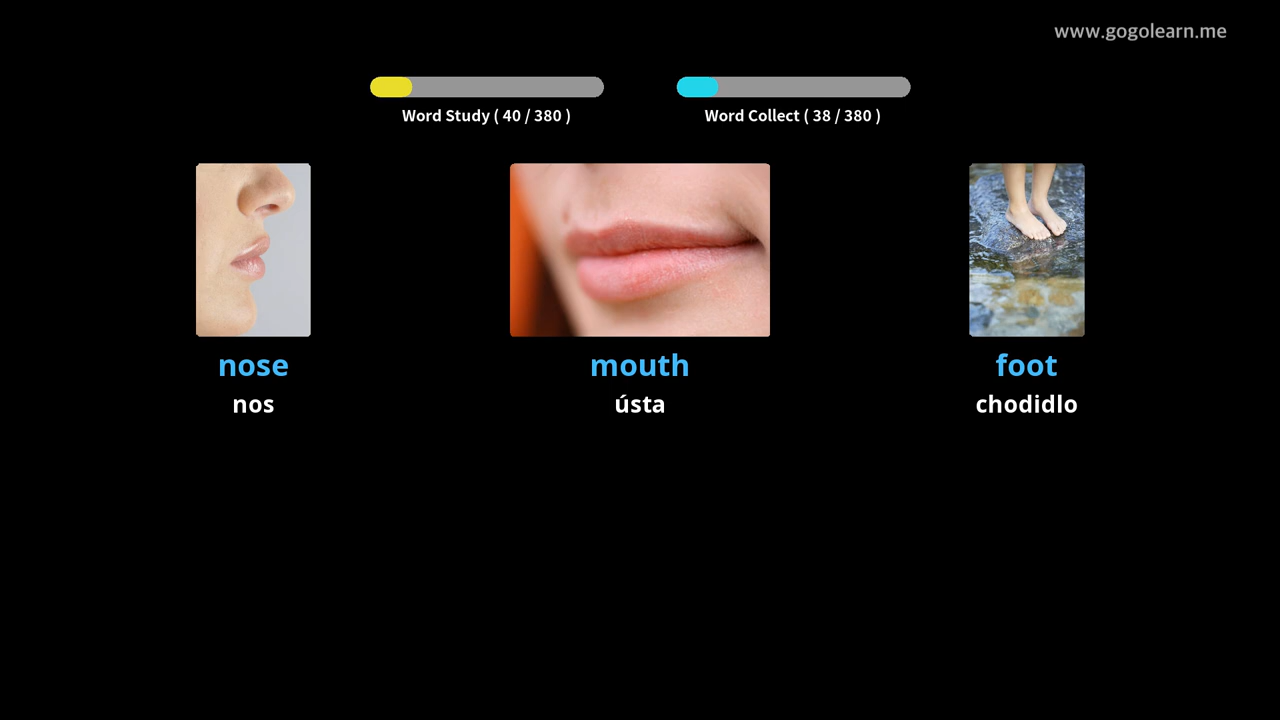 www.gogolearn.me
Word Study ( 40 / 380 )
Word Collect ( 38 / 380 )
nose
mouth
foot
nos
ústa
chodidlo